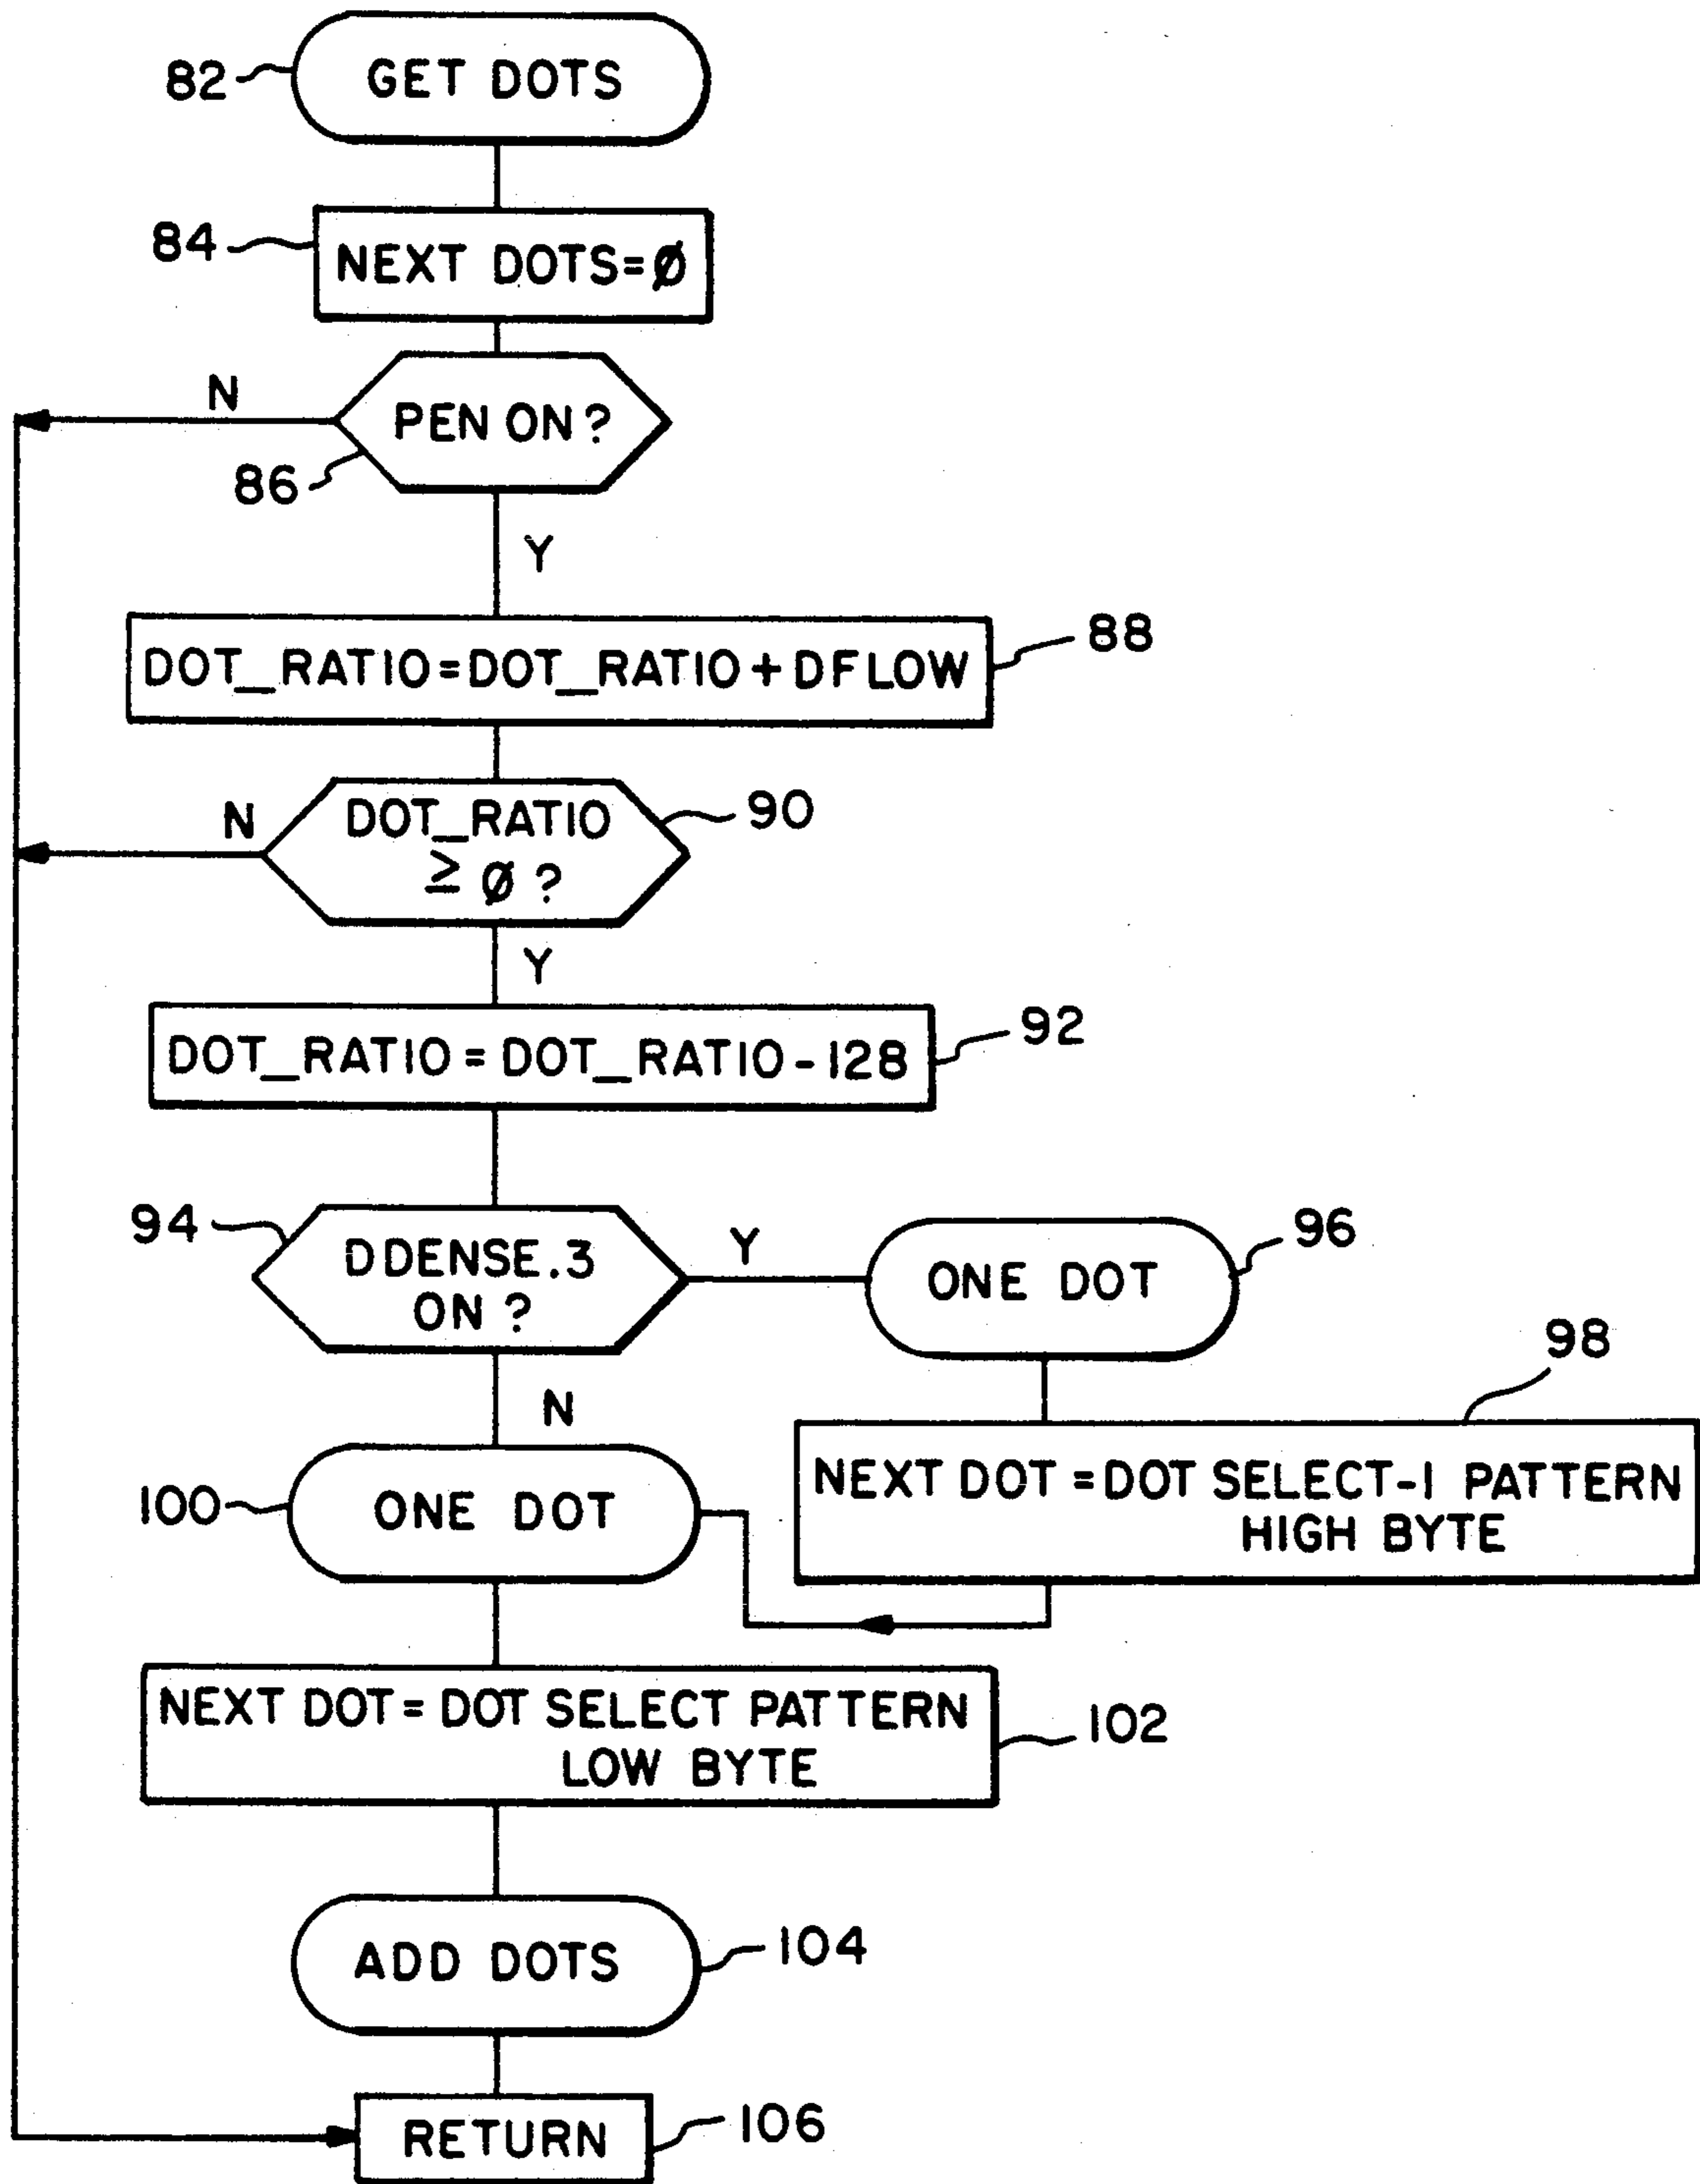 82
GET DOTS
84
NEXT DOTS=Ø
N
PEN ON?
86
Y
DOT_RATIO=DOT_RATIO+DFLOW
88
N
DOT_RATIO
≥ Ø ?
90
Y
DOT_RATIO = DOT_RATIO-128
92
94
DDENSE.3
ON ?
Y
ONE DOT
96
N
98
NEXT DOT = DOT SELECT-1 PATTERN
HIGH BYTE
100
ONE DOT
NEXT DOT= DOT SELECT PATTERN
LOW BYTE
102
ADD DOTS
104
RETURN
106